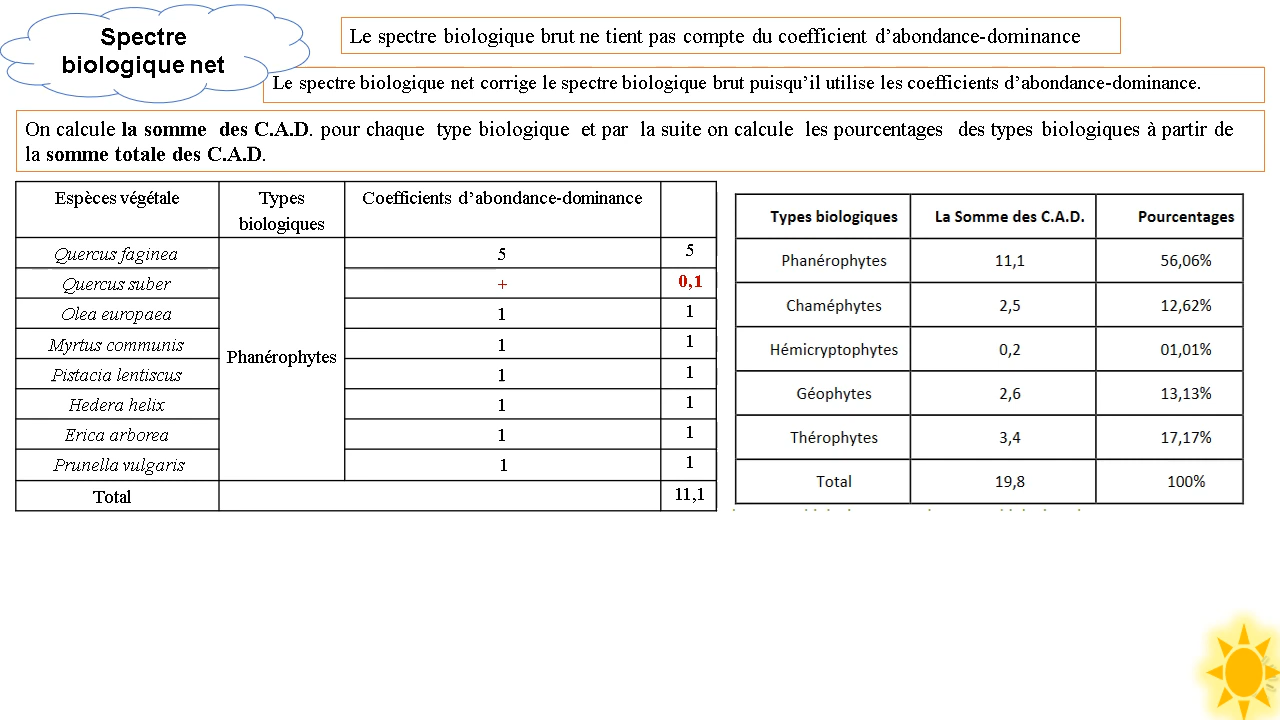 Spectre
biologique net
Le spectre biologique brut ne tient pas compte du coefficient d’abondance-dominance
Le spectre biologique net corrige le spectre biologique brut puisqu’il utilise les coefficients d’abondance-dominance.
On calcule la somme des C.A.D. pour chaque type biologique et par la suite on calcule les pourcentages des types biologiques à partir de
la somme totale des C.A.D.
Espèces végétale Types Coefficients d’abondance-dominance
biologiques
Quercus faginea 5 5
Quercus suber + 0,1
Olea europaea 1 1
Myrtus communis 1 1
Phanérophytes
Pistacia lentiscus 1 1
Hedera helix 1 1
Erica arborea 1 1
Prunella vulgaris 1 1
Total 11,1
Types biologiques La Somme des C.A.D. Pourcentages
Phanérophytes 11,1 56,06%
Chaméphytes 2,5 12,62%
Hémicryptophytes 0,2 01,01%
Géophytes 2,6 13,13%
Thérophytes 3,4 17,17%
Total 19,8 100%